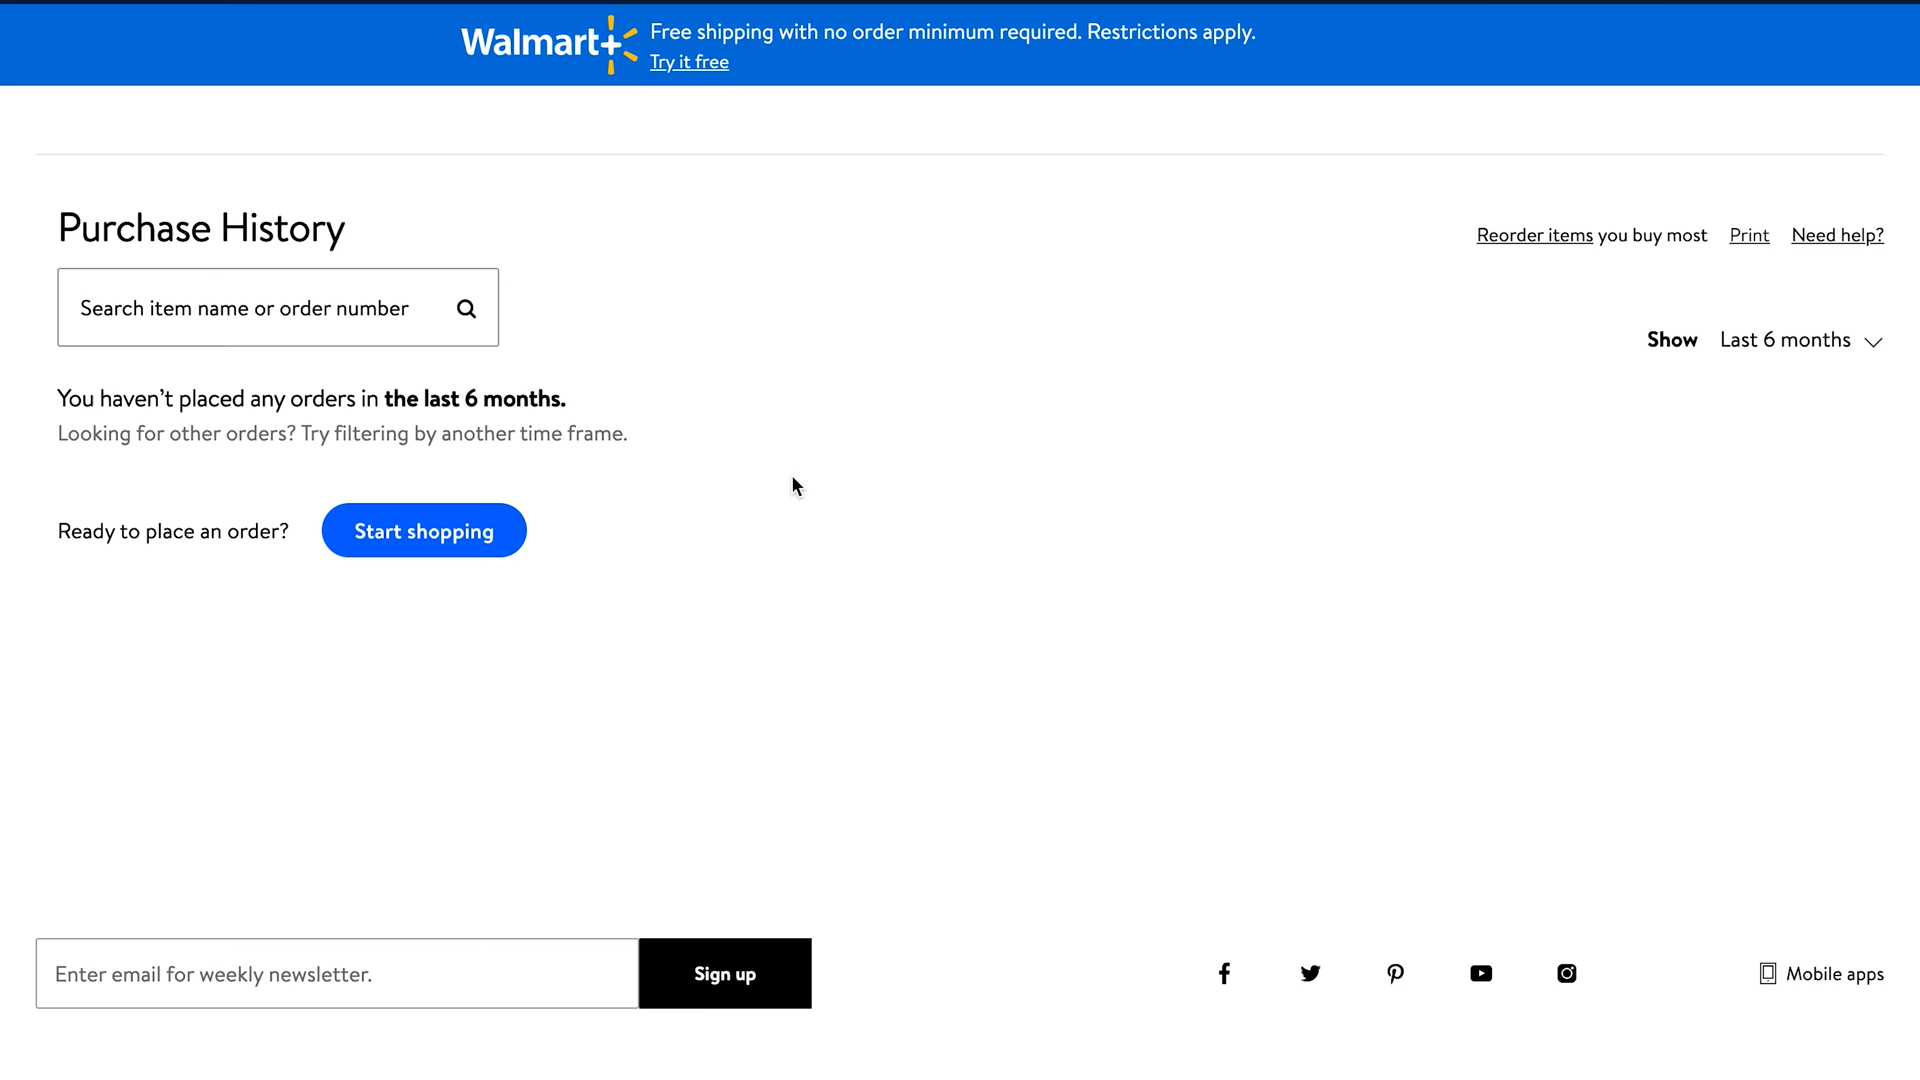 Walmart+
Free shipping with no order minimum required. Restrictions apply.
Try it free
Purchase History
Reorder items you buy most
Print
Need help?
Search item name or order number
Show Last 6 months
You haven’t placed any orders in the last 6 months.
Looking for other orders? Try filtering by another time frame.
Ready to place an order?
Start shopping
Enter email for weekly newsletter.
Sign up
Mobile apps